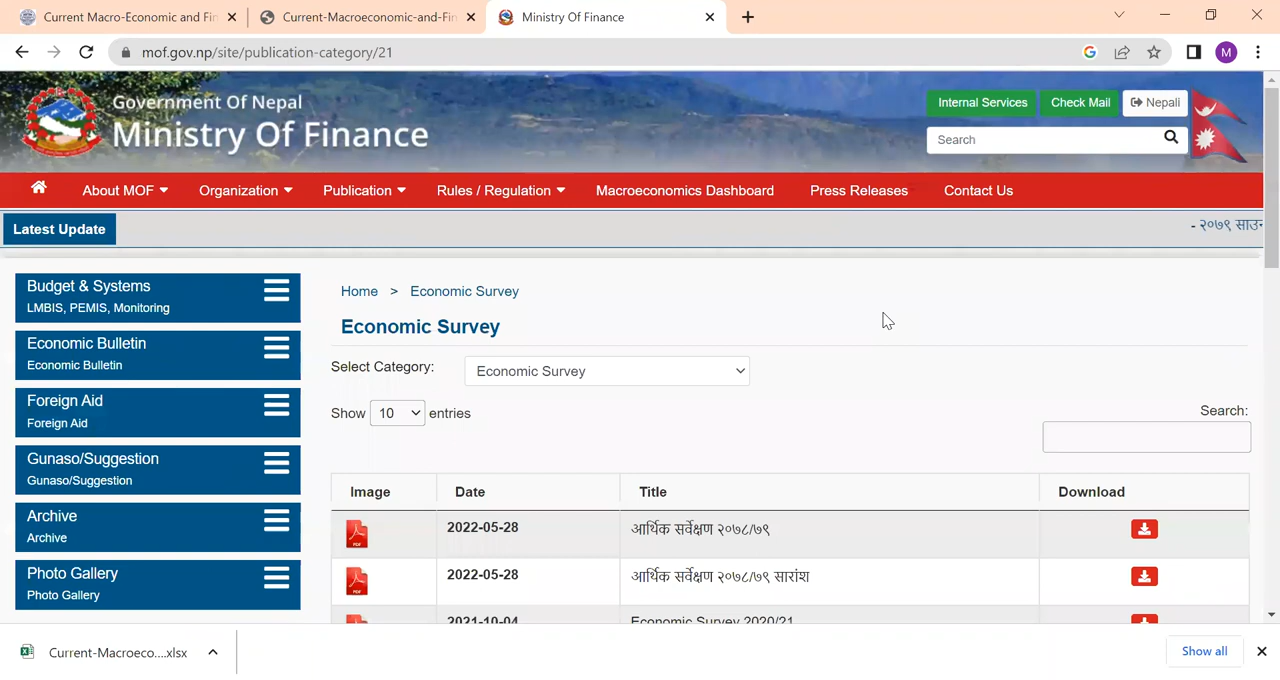 Current Macro-Economic and Fin
Current-Macroeconomic-and-Fin
Ministry Of Finance
mof.gov.np/site/publication-category/21
M
Government Of Nepal
Ministry Of Finance
Internal Services
Check Mail
Nepali
Search
About MOF
Organization
Publication
Rules / Regulation
Macroeconomics Dashboard
Press Releases
Contact Us
Latest Update
- २०७९ साउन
Budget & Systems
LMBIS, PEMIS, Monitoring
Economic Bulletin
Economic Bulletin
Foreign Aid
Foreign Aid
Gunaso/Suggestion
Gunaso/Suggestion
Archive
Archive
Photo Gallery
Photo Gallery
Home > Economic Survey
Economic Survey
Select Category: Economic Survey
Show 10 entries
Search:
Image Date Title Download
PDF 2022-05-28 आर्थिक सर्वेक्षण २०७८/७९
PDF 2022-05-28 आर्थिक सर्वेक्षण २०७८/७९ सारांश
2021-10-04 Economic Survey 2020/21
Current-Macroeco....xlsx
Show all